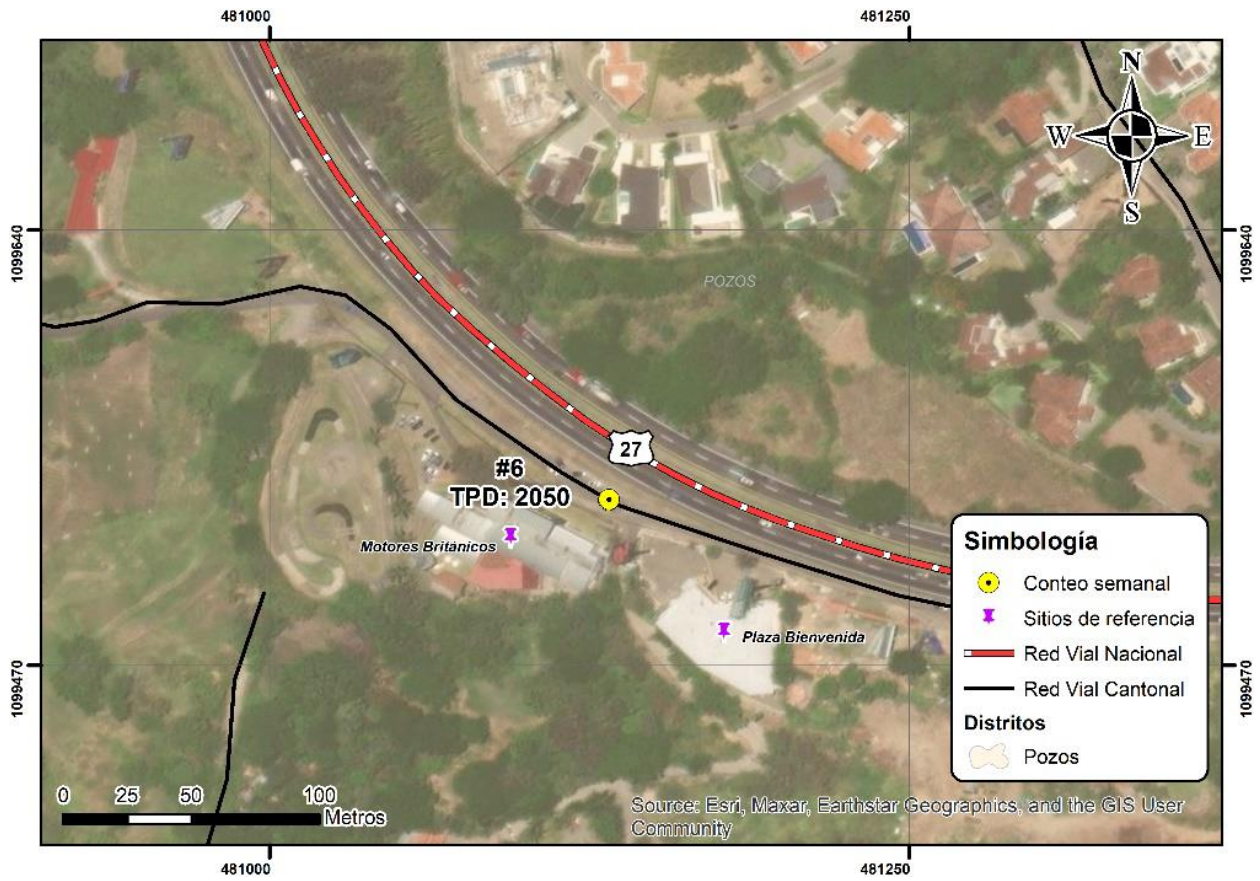 481000
481250
N
W
E
S
1099640
1099640
POZOS
27
#6
TPD: 2050
Motores Británicos
Plaza Bienvenida
Simbología
Conteo semanal
Sitios de referencia
Red Vial Nacional
Red Vial Cantonal
Distritos
Pozos
1099470
1099470
0 25 50 100
Metros
Source: Esri, Maxar, Earthstar Geographics, and the GIS User
Community
481000
481250